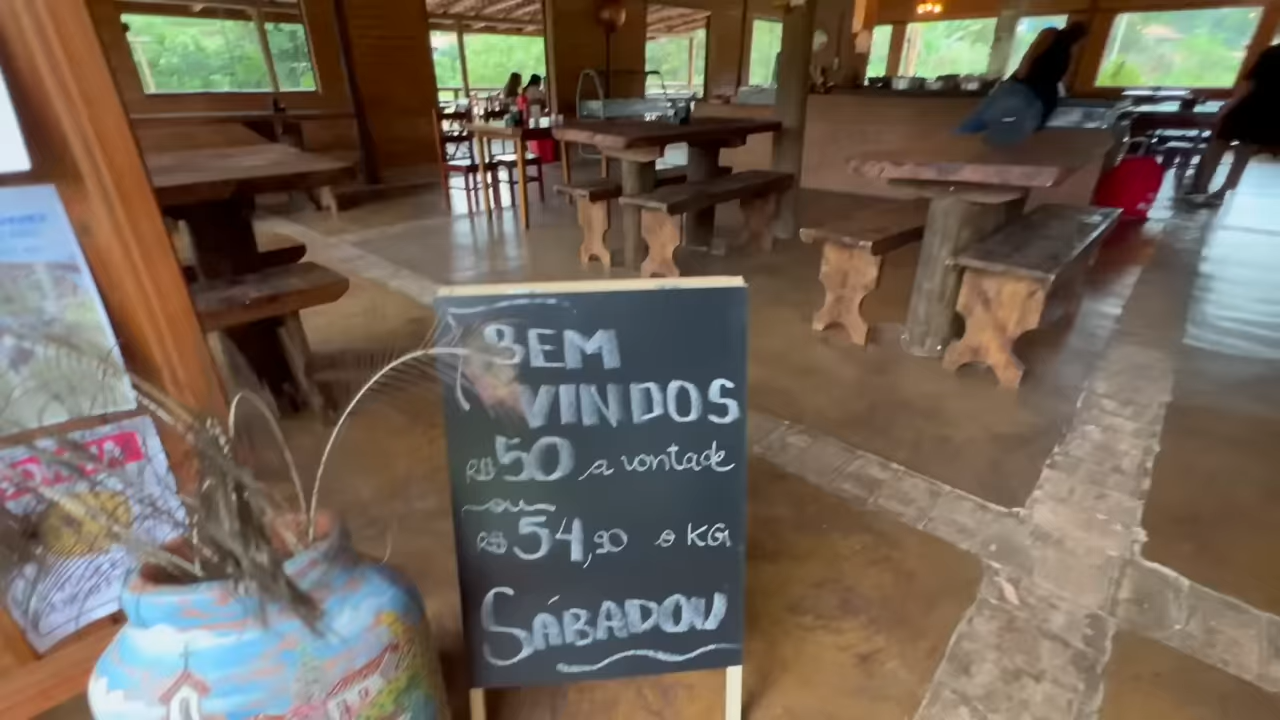 BEM
VINDOS
R$50 a vontade
ou
R$54,90 o KG
SÁBADOU